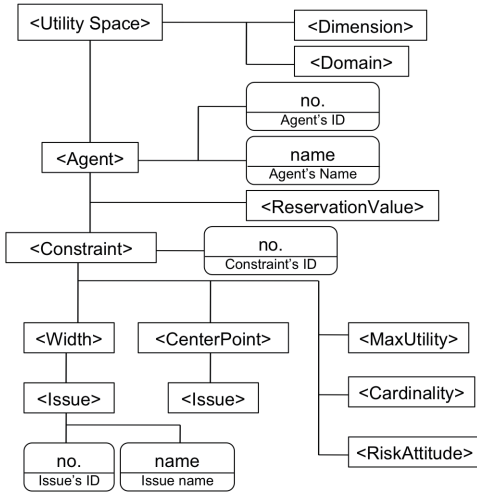 <Utility Space>
<Dimension>
<Domain>
no.
Agent's ID
<Agent>
name
Agent's Name
<ReservationValue>
<Constraint>
no.
Constraint's ID
<Width>
<CenterPoint>
<MaxUtility>
<Issue>
<Issue>
<Cardinality>
no.
Issue's ID
name
Issue name
<RiskAttitude>